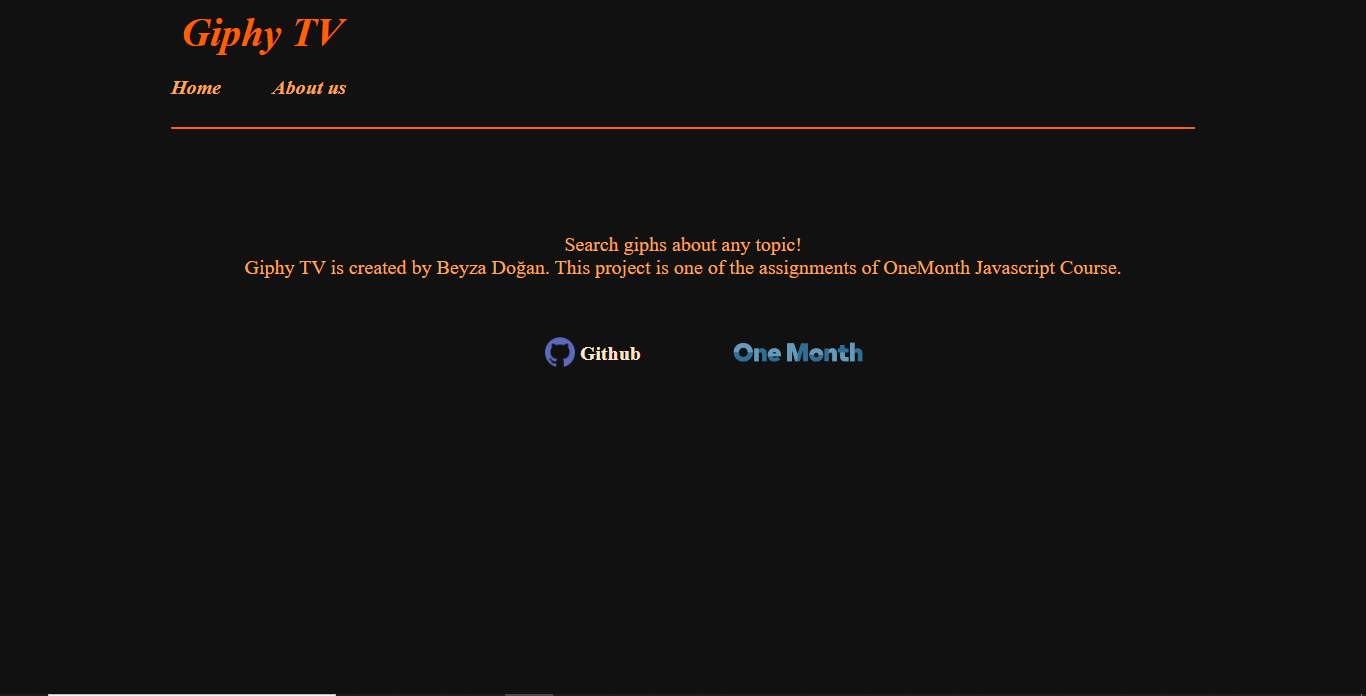 Giphy TV
Home About us
Search giphs about any topic!
Giphy TV is created by Beyza Doğan. This project is one of the assignments of OneMonth Javascript Course.
Github One Month